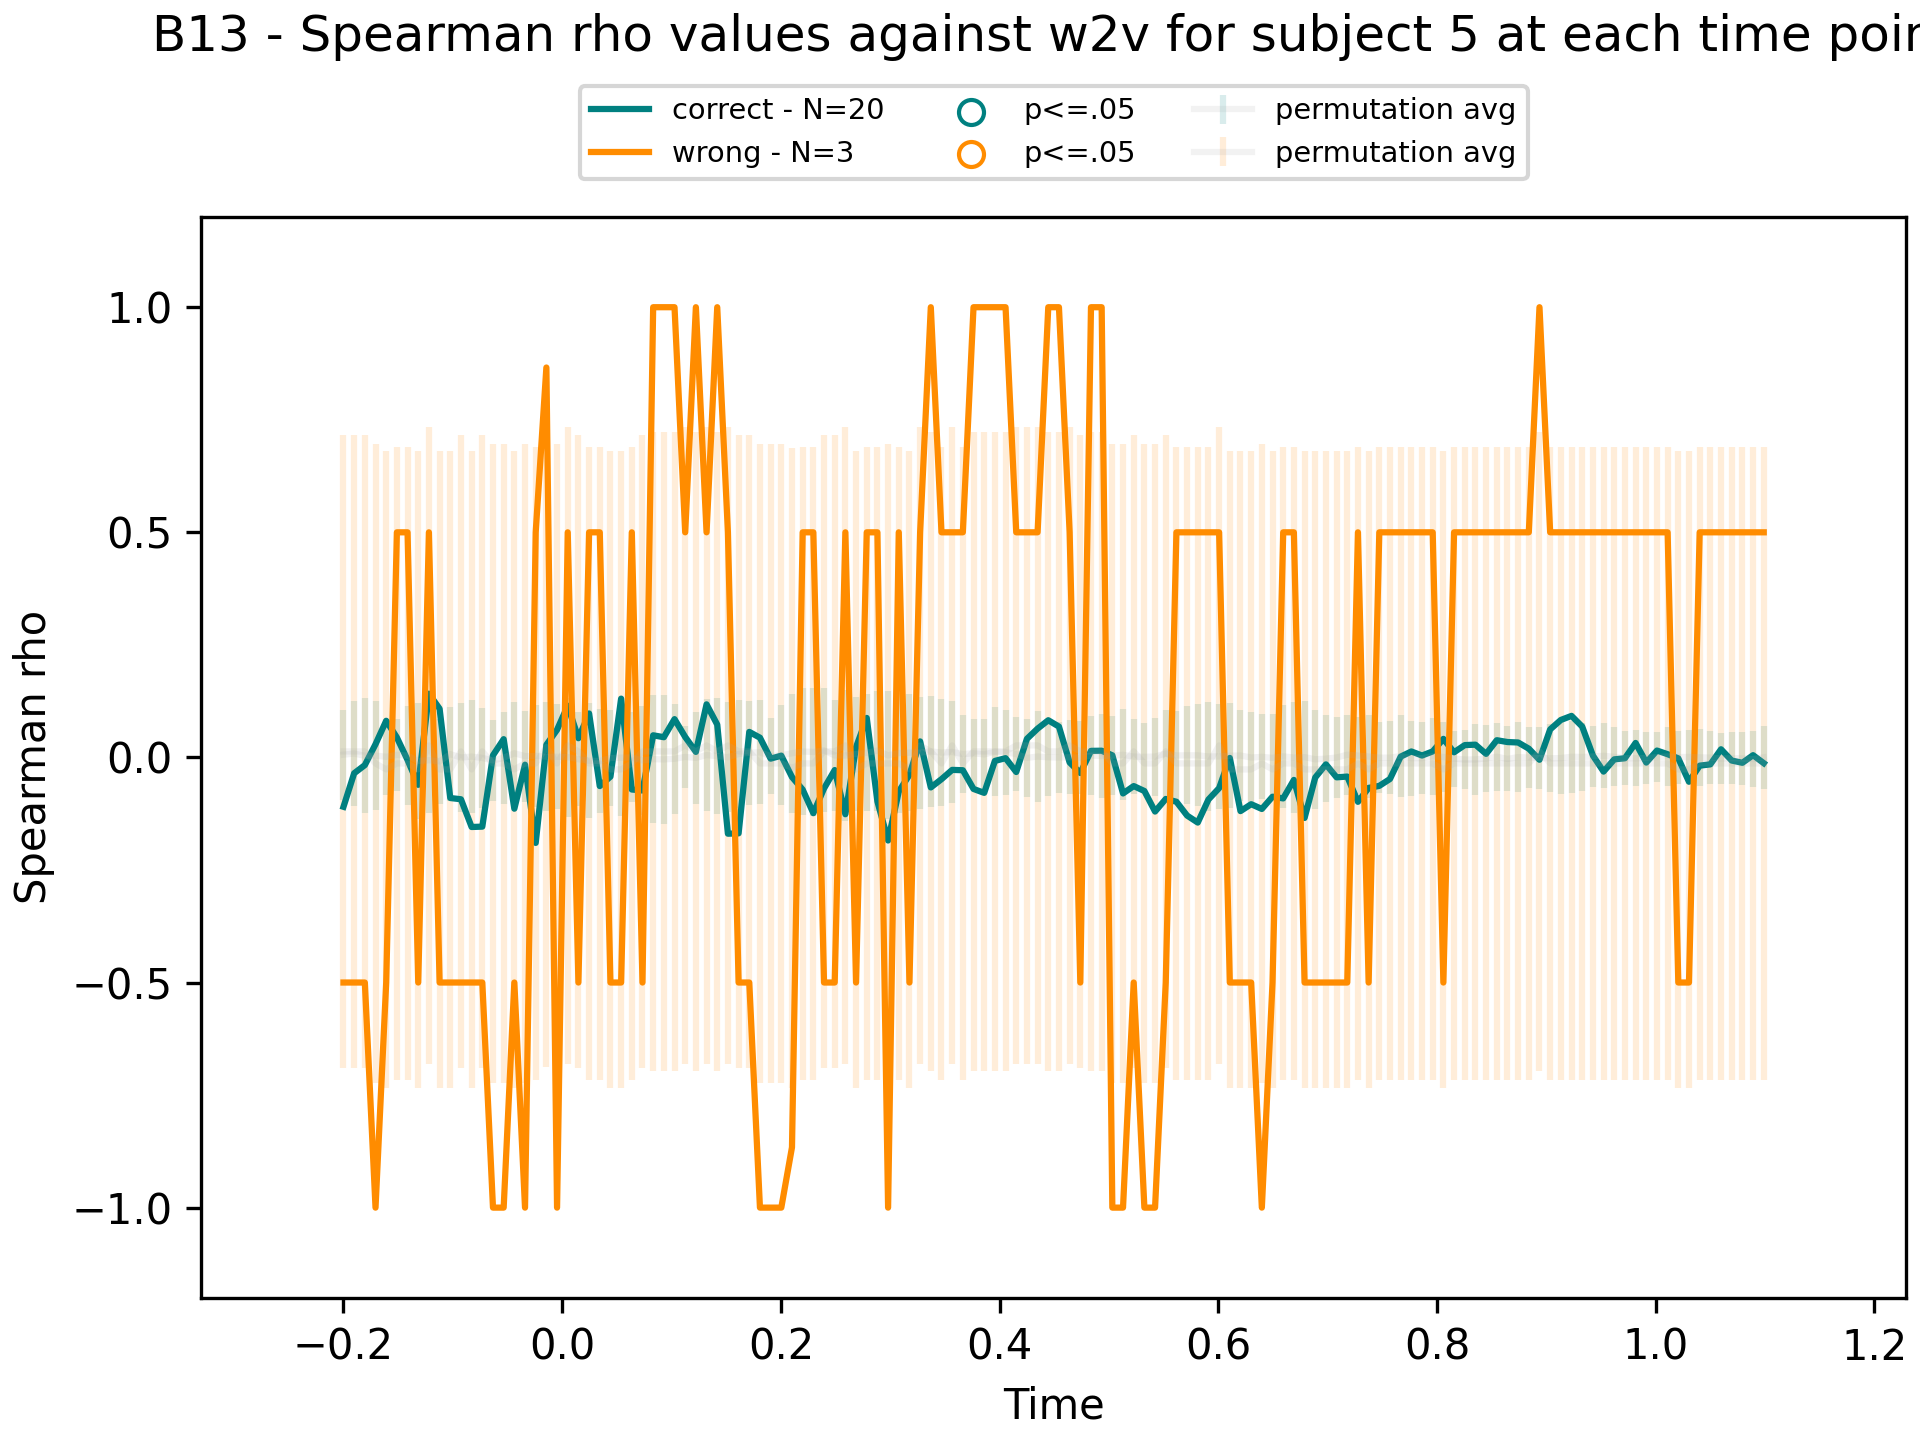 B13 - Spearman rho values against w2v for subject 5 at each time
correct - N=20 p<=.05 permutation avg
wrong - N=3 p<=.05 permutation avg
1.0
0.5
0.0
−0.5
−1.0
Spearman rho
−0.2 0.0 0.2 0.4 0.6 0.8 1.0 1.2
Time